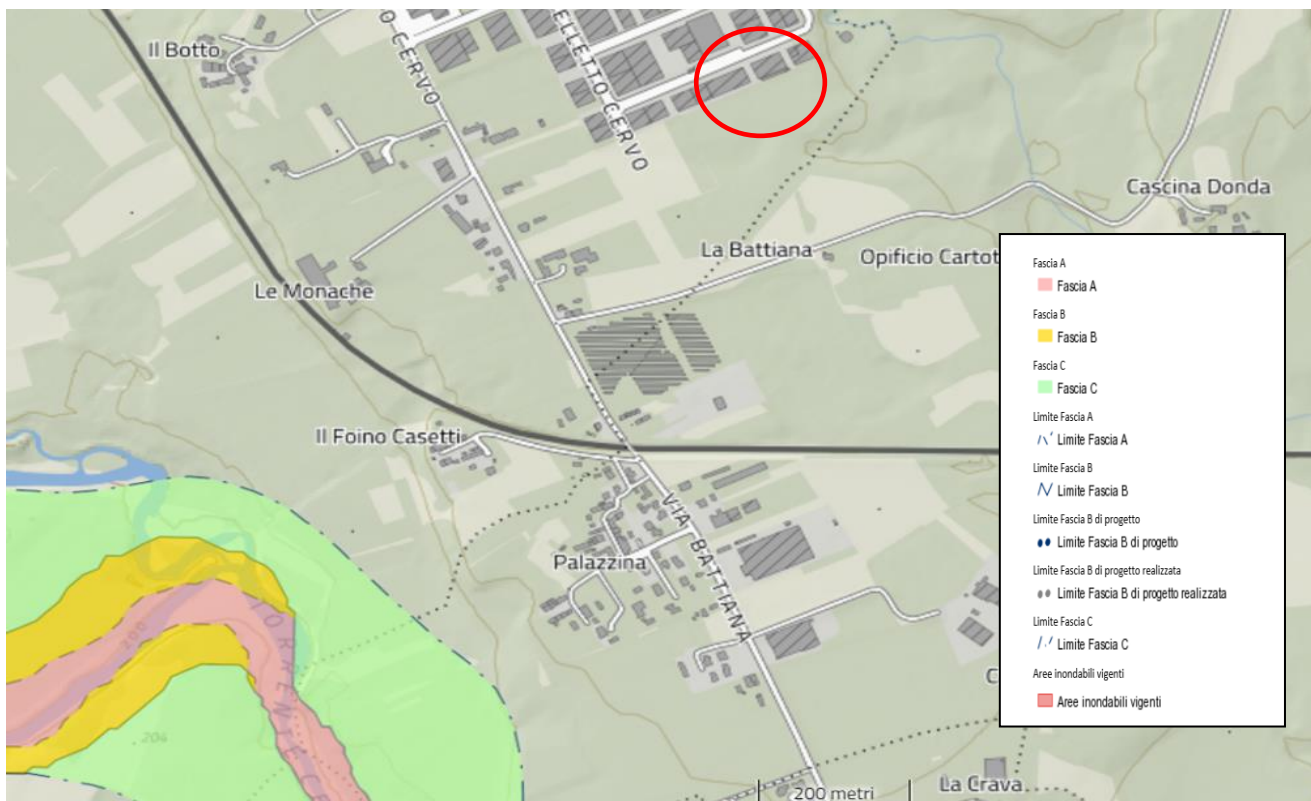 Il Botto
O CERVO
ELLETTO CERVO
Cascina Donda
La Battiana
Opificio Cartot
Le Monache
Il Foino Casetti
VIA BATTIANA
Palazzina
TORRENTE C
200
204
C
La Crava
200 metri
Fascia A
Fascia A
Fascia B
Fascia B
Fascia C
Fascia C
Limite Fascia A
Limite Fascia A
Limite Fascia B
Limite Fascia B
Limite Fascia B di progetto
Limite Fascia B di progetto
Limite Fascia B di progetto realizzata
Limite Fascia B di progetto realizzata
Limite Fascia C
Limite Fascia C
Aree inondabili vigenti
Aree inondabili vigenti